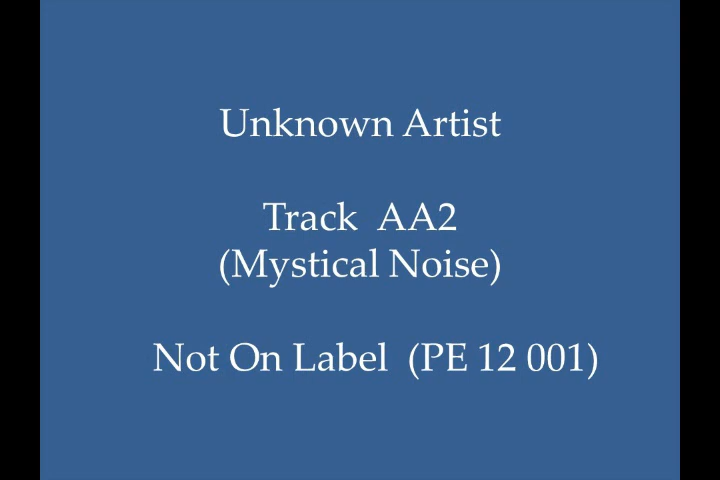 Unknown Artist
Track AA2
(Mystical Noise)
Not On Label (PE 12 001)